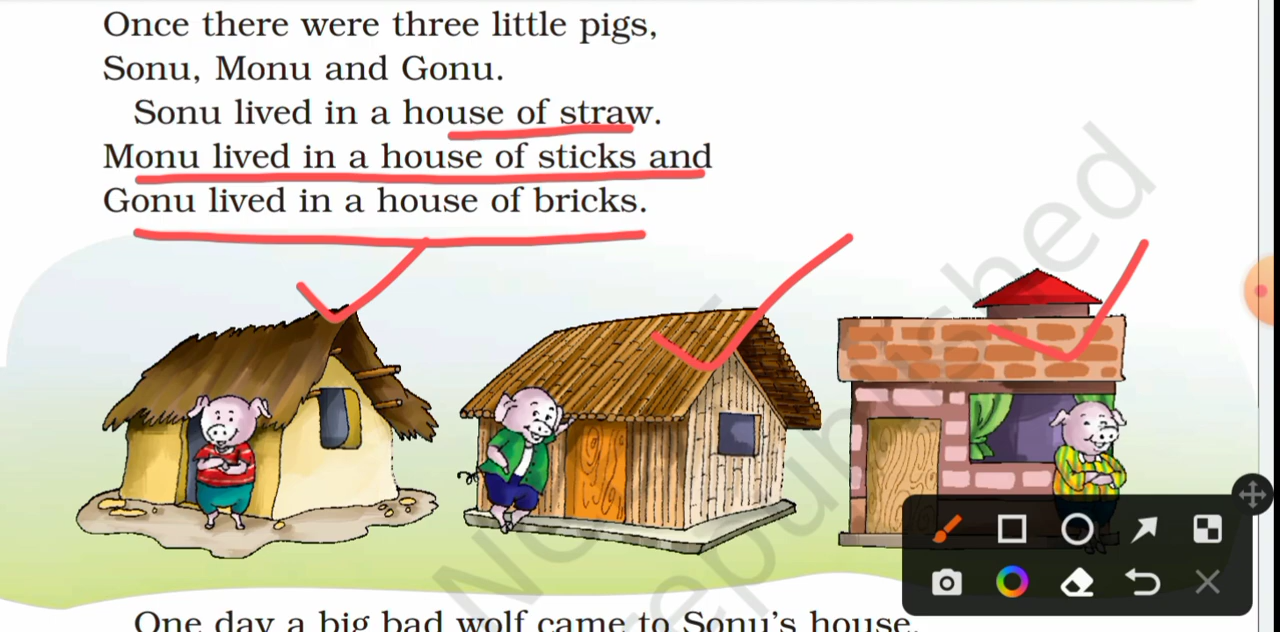 Once there were three little pigs,
Sonu, Monu and Gonu.
Sonu lived in a house of straw.
Monu lived in a house of sticks and
Gonu lived in a house of bricks.
One day a big bad wolf came to Sonu's house.